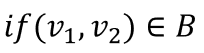 if(v₁,v₂) ∈ B